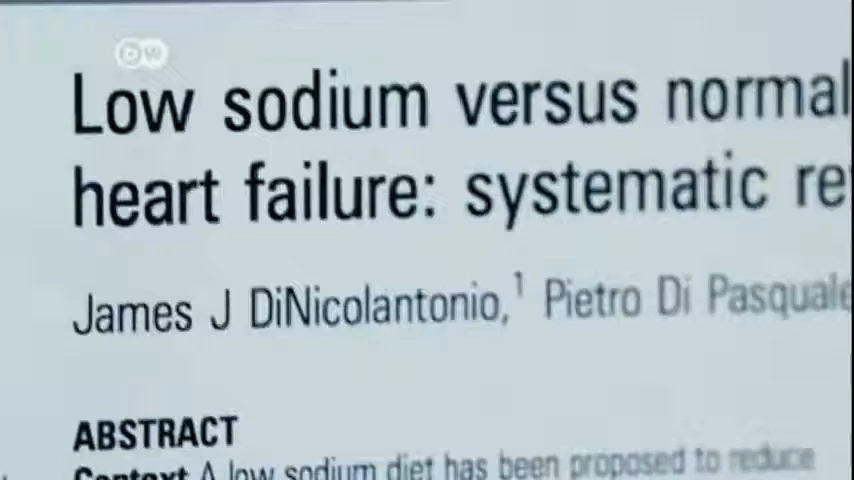 DW
Low sodium versus normal
heart failure: systematic re
James J DiNicolantonio,¹ Pietro Di Pasquale
ABSTRACT
Context A low sodium diet has been proposed to reduce